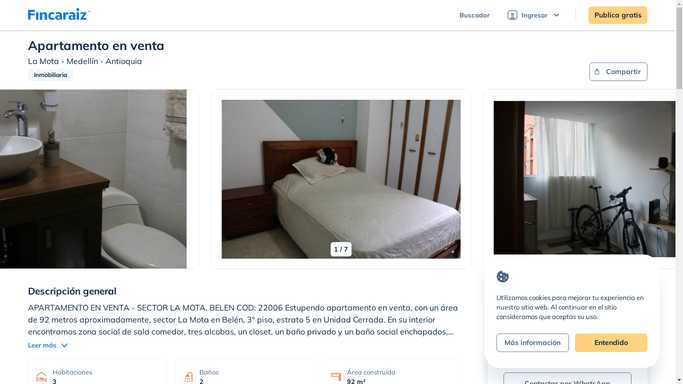 Fincaraiz
Buscador
Ingresar
Publica gratis
Apartamento en venta
La Mota - Medellín - Antioquia
Inmobiliaria
Compartir
1 / 7
Descripción general
APARTAMENTO EN VENTA - SECTOR LA MOTA, BELEN COD: 22006 Estupendo apartamento en venta, con un área
de 92 metros aproximadamente, sector La Mota en Belén, 3° piso, estrato 5 en Unidad Cerrada. En su interior
encontramos zona social de sala comedor, tres alcobas, un closet, un baño privado y un baño social enchapados,...
Leer más
Habitaciones
3
Baños
2
Área construida
92 m²
Utilizamos cookies para mejorar tu experiencia en
nuestro sitio web. Al continuar en el sitio
consideramos que aceptas su uso.
Más información
Entendido
Contactar por WhatsApp